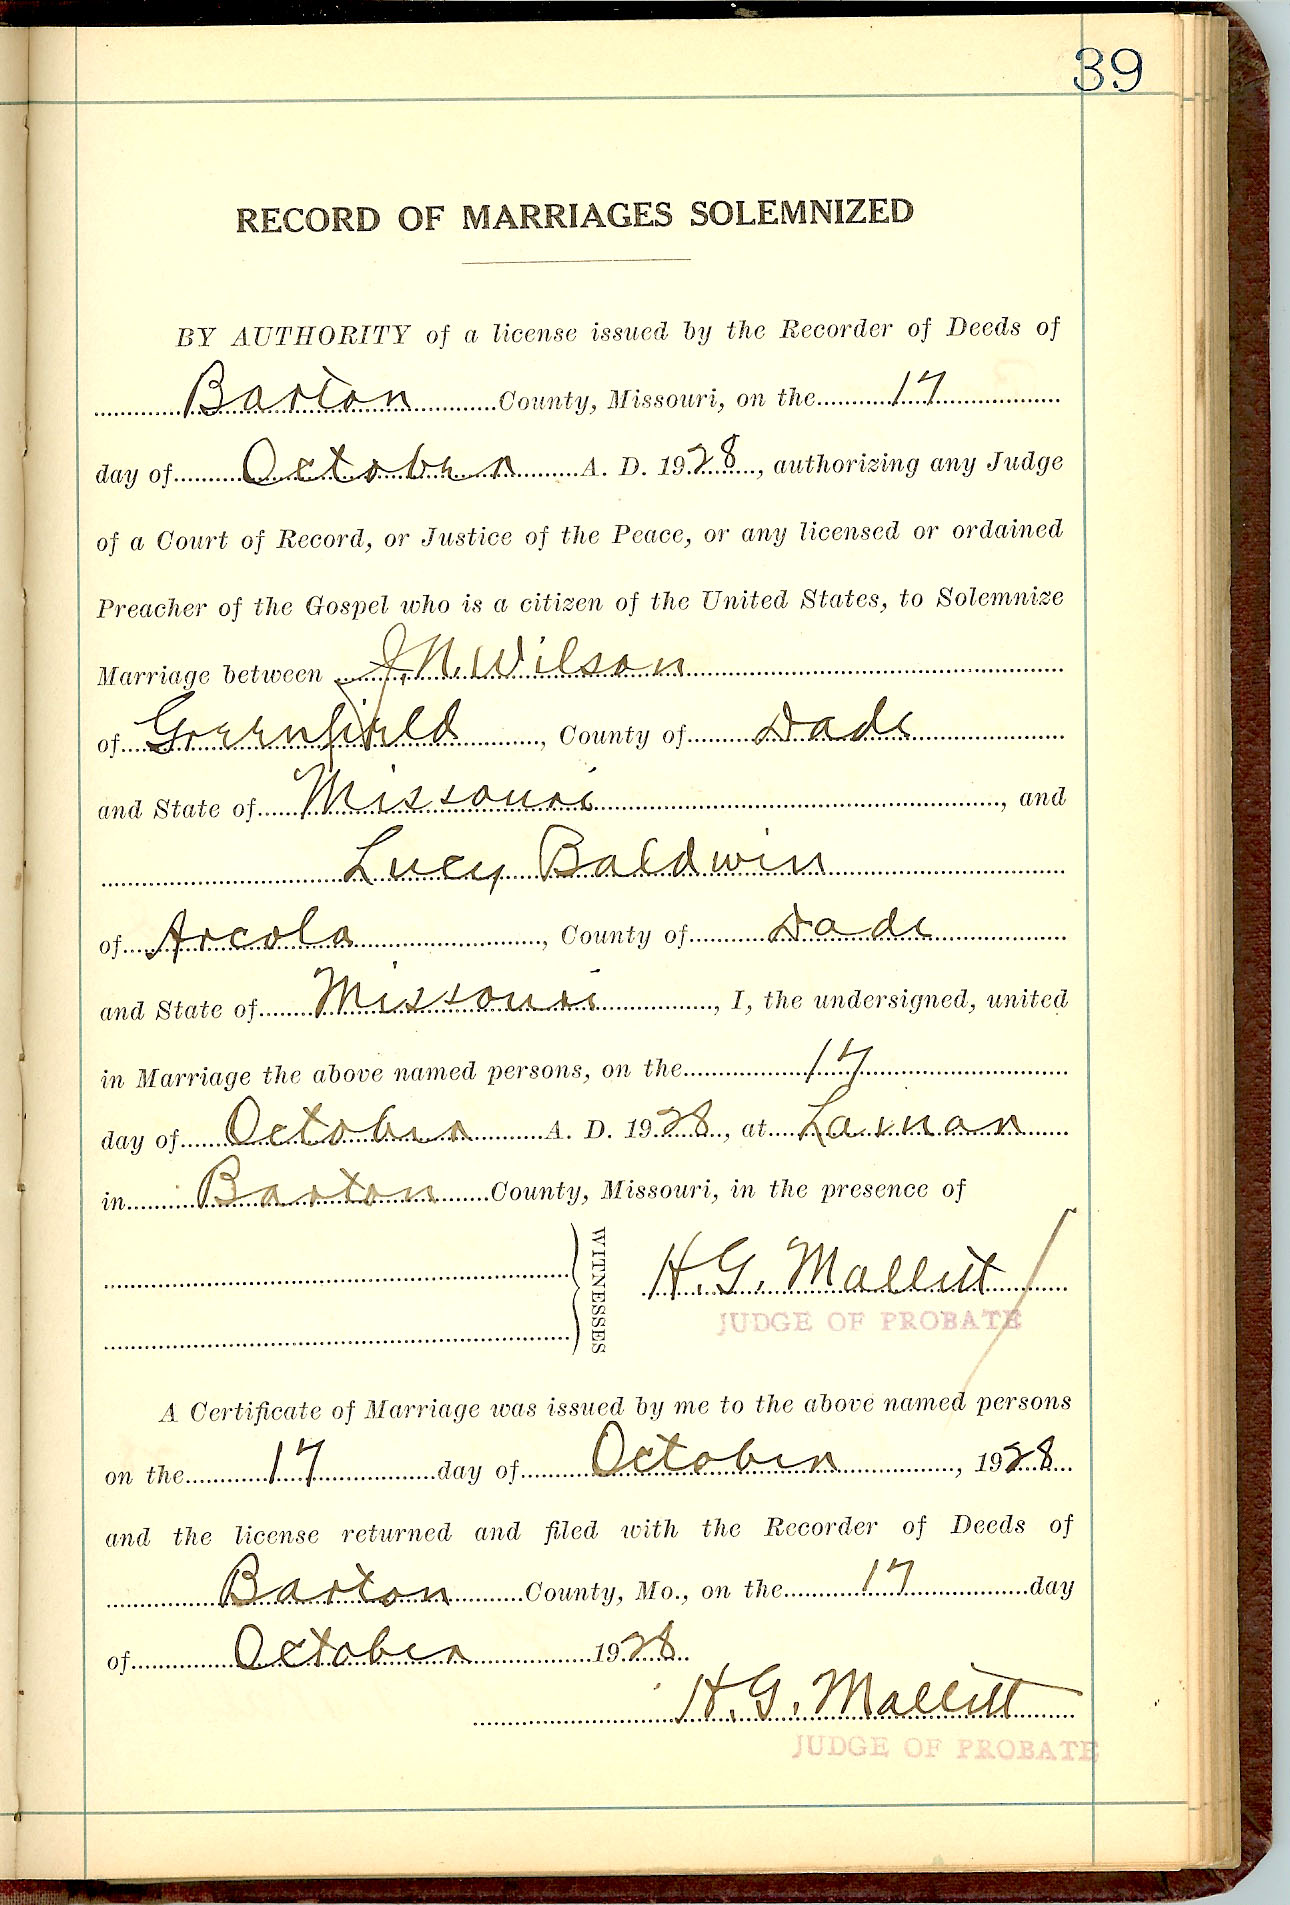 39
RECORD OF MARRIAGES SOLEMNIZED
BY AUTHORITY of a license issued by the Recorder of Deeds of
Barton County, Missouri, on the 17
day of October A. D. 1928, authorizing any Judge
of a Court of Record, or Justice of the Peace, or any licensed or ordained
Preacher of the Gospel who is a citizen of the United States, to Solemnize
Marriage between J. N. Wilson
of Greenfield, County of Dade
and State of Missouri, and
Lucy Baldwin
of Arcola, County of Dade
and State of Missouri, I, the undersigned, united
in Marriage the above named persons, on the 17
day of October A. D. 1928, at Lamar
in Barton County, Missouri, in the presence of
WITNESSES
H. G. Mallett
JUDGE OF PROBATE
A Certificate of Marriage was issued by me to the above named persons
on the 17 day of October, 1928
and the license returned and filed with the Recorder of Deeds of
Barton County, Mo., on the 17 day
of October 1928.
H. G. Mallett
JUDGE OF PROBATE